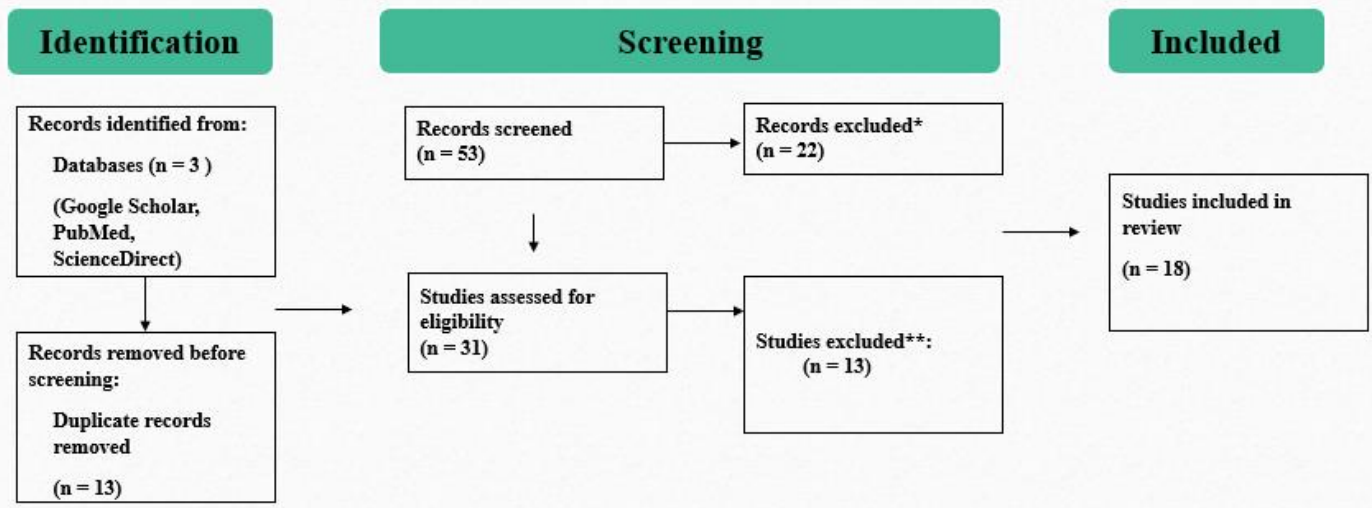 Identification
Records identified from:
Databases (n = 3 )
(Google Scholar,
PubMed,
ScienceDirect)
Records removed before
screening:
Duplicate records
removed
(n = 13)
Screening
Records screened
(n = 53)
Records excluded*
(n = 22)
Studies assessed for
eligibility
(n = 31)
Studies excluded**:
(n = 13)
Included
Studies included in
review
(n = 18)